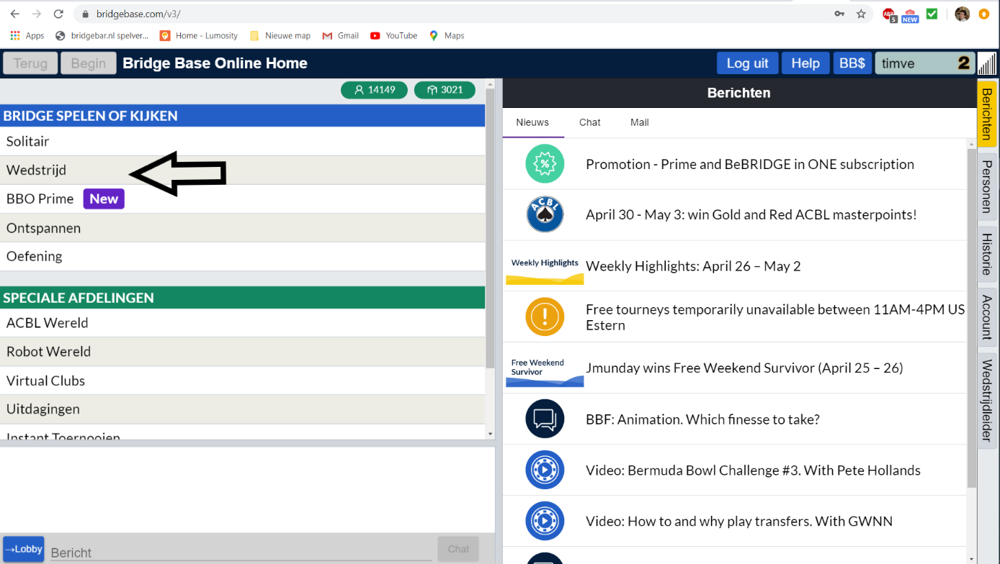 bridgebase.com/v3/
ABP
5
NEW
Apps
bridgebar.nl spelver...
Home - Lumosity
Nieuwe map
Gmail
YouTube
Maps
Terug
Begin
Bridge Base Online Home
Log uit
Help
BB$
timve
2
14149
3021
BRIDGE SPELEN OF KIJKEN
Solitair
Wedstrijd
BBO Prime New
Ontspannen
Oefening
SPECIALE AFDELINGEN
ACBL Wereld
Robot Wereld
Virtual Clubs
Uitdagingen
Instant Toernooien
→Lobby
Bericht
Chat
Berichten
Nieuws
Chat
Mail
%
Promotion - Prime and BeBRIDGE in ONE subscription
ACBL
April 30 - May 3: win Gold and Red ACBL masterpoints!
Weekly Highlights
Weekly Highlights: April 26 – May 2
!
Free tourneys temporarily unavailable between 11AM-4PM US
Estern
Free Weekend
Survivor
Jmunday wins Free Weekend Survivor (April 25 – 26)
BBF: Animation. Which finesse to take?
Video: Bermuda Bowl Challenge #3. With Pete Hollands
Video: How to and why play transfers. With GWNN
Berichten
Personen
Historie
Account
Wedstrijdleider